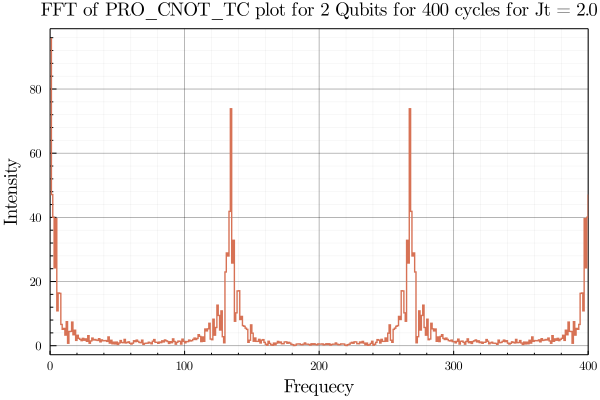 FFT of PRO_CNOT_TC plot for 2 Qubits for 400 cycles for Jt = 2.0
Intensity
80
60
40
20
0
0 100 200 300 400
Frequecy